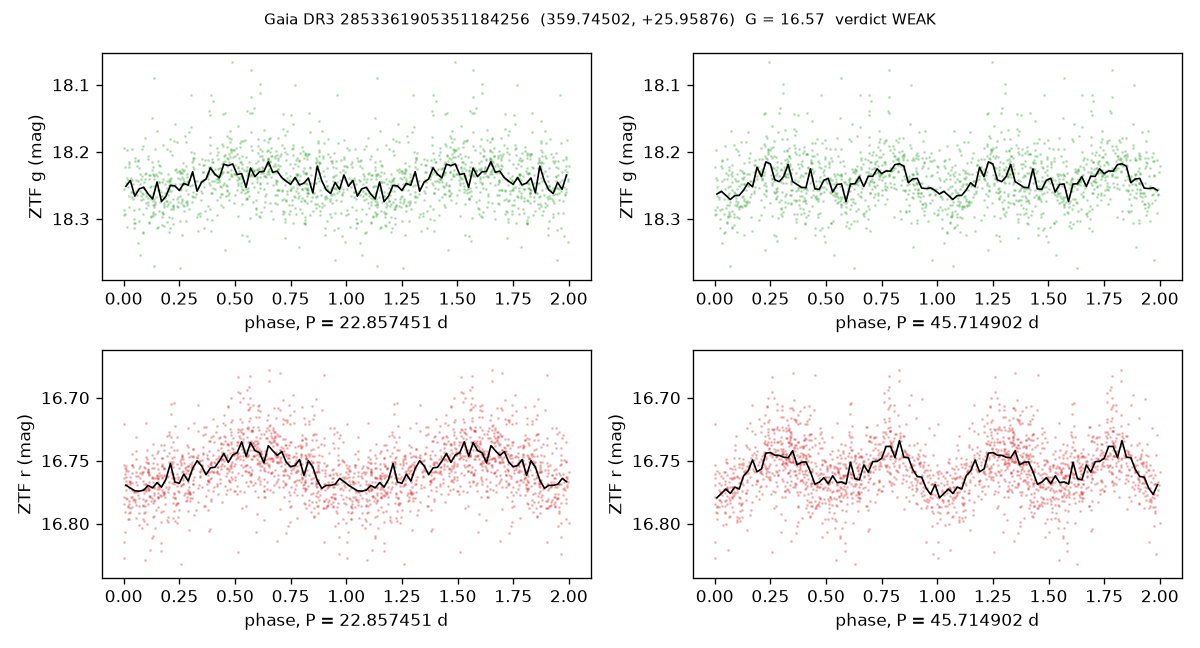 Gaia DR3 2853361905351184256  (359.74502, +25.95876)  G = 16.57  verdict WEAK
ZTF g (mag)
18.1
18.2
18.3
0.00 0.25 0.50 0.75 1.00 1.25 1.50 1.75 2.00
phase, P = 22.857451 d
ZTF g (mag)
18.1
18.2
18.3
0.00 0.25 0.50 0.75 1.00 1.25 1.50 1.75 2.00
phase, P = 45.714902 d
ZTF r (mag)
16.70
16.75
16.80
0.00 0.25 0.50 0.75 1.00 1.25 1.50 1.75 2.00
phase, P = 22.857451 d
ZTF r (mag)
16.70
16.75
16.80
0.00 0.25 0.50 0.75 1.00 1.25 1.50 1.75 2.00
phase, P = 45.714902 d